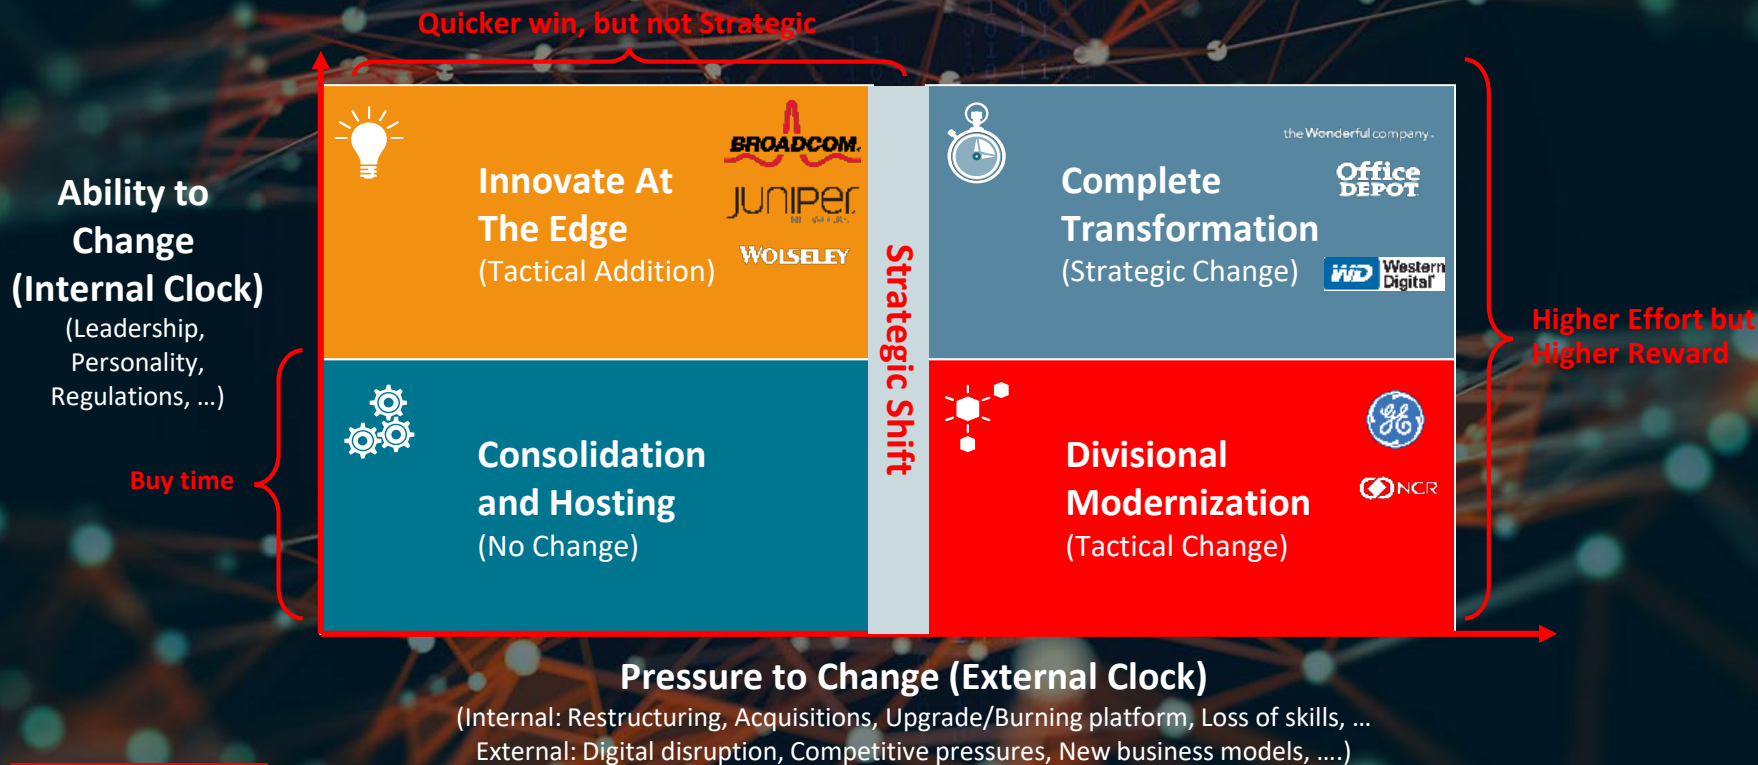 Quicker win, but not Strategic
Ability to
Change
(Internal Clock)
(Leadership,
Personality,
Regulations, ...)
Buy time
Innovate At
The Edge
(Tactical Addition)
BROADCOM.
JUNIPER
WOLSELEY
Strategic Shift
Complete
Transformation
(Strategic Change)
the Wonderful company.
Office
DEPOT
WD Western
Digital
Higher Effort but
Higher Reward
Consolidation
and Hosting
(No Change)
Divisional
Modernization
(Tactical Change)
GE
NCR
Pressure to Change (External Clock)
(Internal: Restructuring, Acquisitions, Upgrade/Burning platform, Loss of skills, ...
External: Digital disruption, Competitive pressures, New business models, ....)